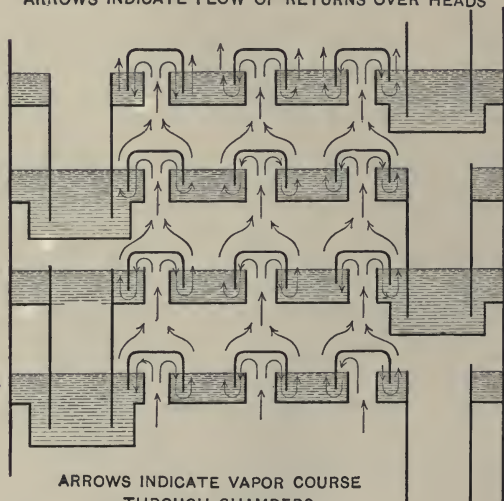 ARROWS INDICATE FLOW OF RETURNS OVER HEADS
ARROWS INDICATE VAPOR COURSE
THROUGH CHAMBERS